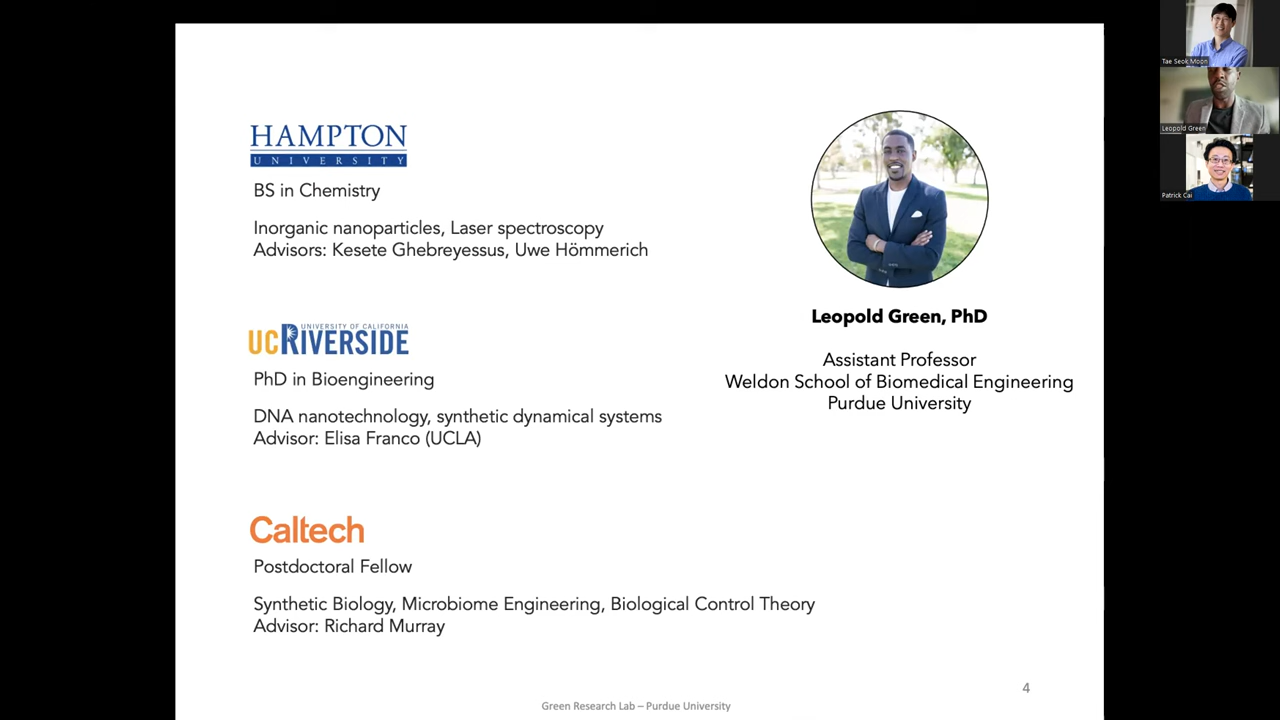 HAMPTON
UNIVERSITY
BS in Chemistry
Inorganic nanoparticles, Laser spectroscopy
Advisors: Kesete Ghebreyessus, Uwe Hömmerich
UNIVERSITY OF CALIFORNIA
UCRIVERSIDE
PhD in Bioengineering
DNA nanotechnology, synthetic dynamical systems
Advisor: Elisa Franco (UCLA)
Caltech
Postdoctoral Fellow
Synthetic Biology, Microbiome Engineering, Biological Control Theory
Advisor: Richard Murray
Leopold Green, PhD
Assistant Professor
Weldon School of Biomedical Engineering
Purdue University
4
Green Research Lab – Purdue University
Tae Seok Moon
Leopold Green
Patrick Cai